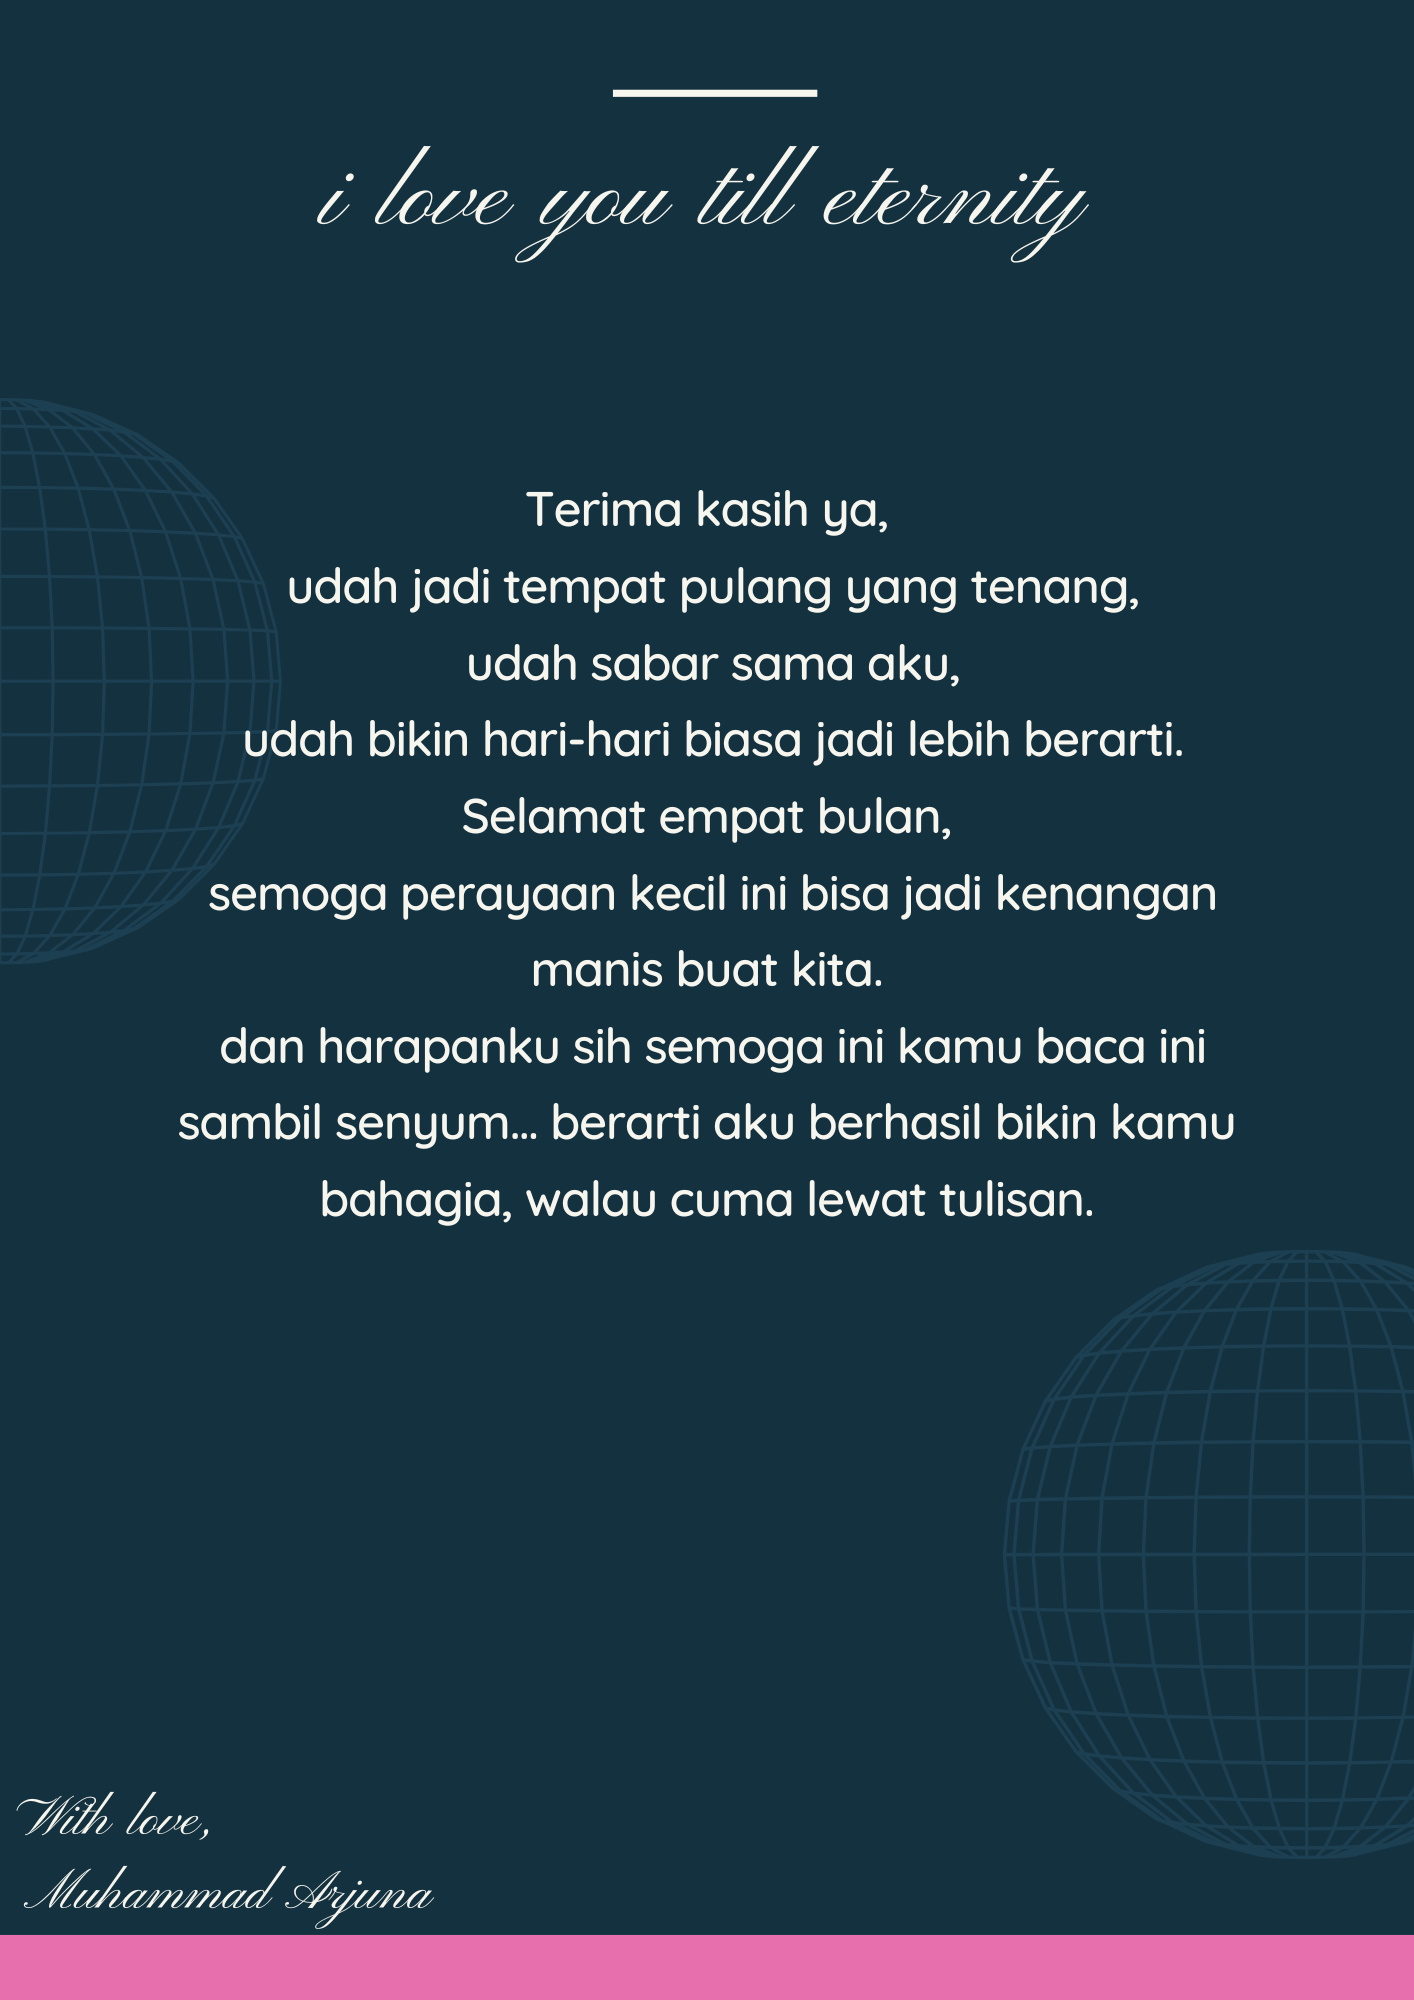 i love you till eternity
Terima kasih ya,
udah jadi tempat pulang yang tenang,
udah sabar sama aku,
udah bikin hari-hari biasa jadi lebih berarti.
Selamat empat bulan,
semoga perayaan kecil ini bisa jadi kenangan
manis buat kita.
dan harapanku sih semoga ini kamu baca ini
sambil senyum... berarti aku berhasil bikin kamu
bahagia, walau cuma lewat tulisan.
With love,
Muhammad Arjuna